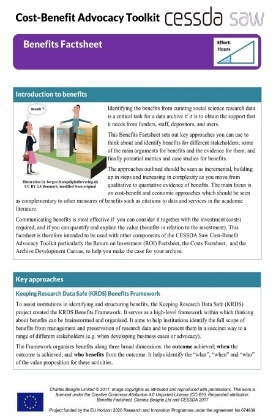 Cost-Benefit Advocacy Toolkit cessda saw
Benefits Factsheet
Effort:
Hours
Introduction to benefits
Identifying the benefits from curating social science research data
is a critical task for a data archive if it is to obtain the support that
it needs from funders, staff, depositors, and users.
This Benefits Factsheet sets out key approaches you can use to
think about and identify benefits for different stakeholders; some
of the main arguments for benefits and the evidence for them; and
finally potential metrics and case studies for benefits.
The approaches outlined should be seen as incremental, building
up in steps and increasing in complexity as you move from
qualitative to quantitative evidence of benefits. The main focus is
on cost-benefit and economic approaches which should be seen
as complementary to other measures of benefits such as citations to data and services in the academic
literature.
Communicating benefits is most effective if you can consider it together with the investment (costs)
required, and if you can quantify and explain the value (benefits in relation to the investment). This
factsheet is therefore intended to be used with other components of the CESSDA Saw Cost-Benefit
Advocacy Toolkit particularly the Return on Investment (ROI) Factsheet, the Costs Factsheet, and the
Archive Development Canvas, to help you make the case for your archive.
Key approaches
Keeping Research Data Safe (KRDS) Benefits Framework
To assist institutions in identifying and structuring benefits, the Keeping Research Data Safe (KRDS)
project created the KRDS Benefits Framework. It serves as a high-level framework within which thinking
about benefits can be brainstormed and organised. It aims to help institutions identify the full scope of
benefits from management and preservation of research data and to present them in a succinct way to a
range of different stakeholders (e.g. when developing business cases or advocacy).
The Framework organises benefits along three broad dimensions: the outcome achieved; when the
outcome is achieved; and who benefits from the outcome. It helps identify the "what", "when" and "who"
of the value proposition for these activities.
Charles Beagrie Limited © 2017. Image copyrights as attributed and reproduced with permissions. This work is
licensed under the Creative Commons Attribution 4.0 Unported License (CC-BY). Requested attribution:
Benefits Factsheet, Charles Beagrie Ltd and CESSDA 2017
Project funded by the EU Horizon 2020 Research and Innovation Programme under the agreement No.674939